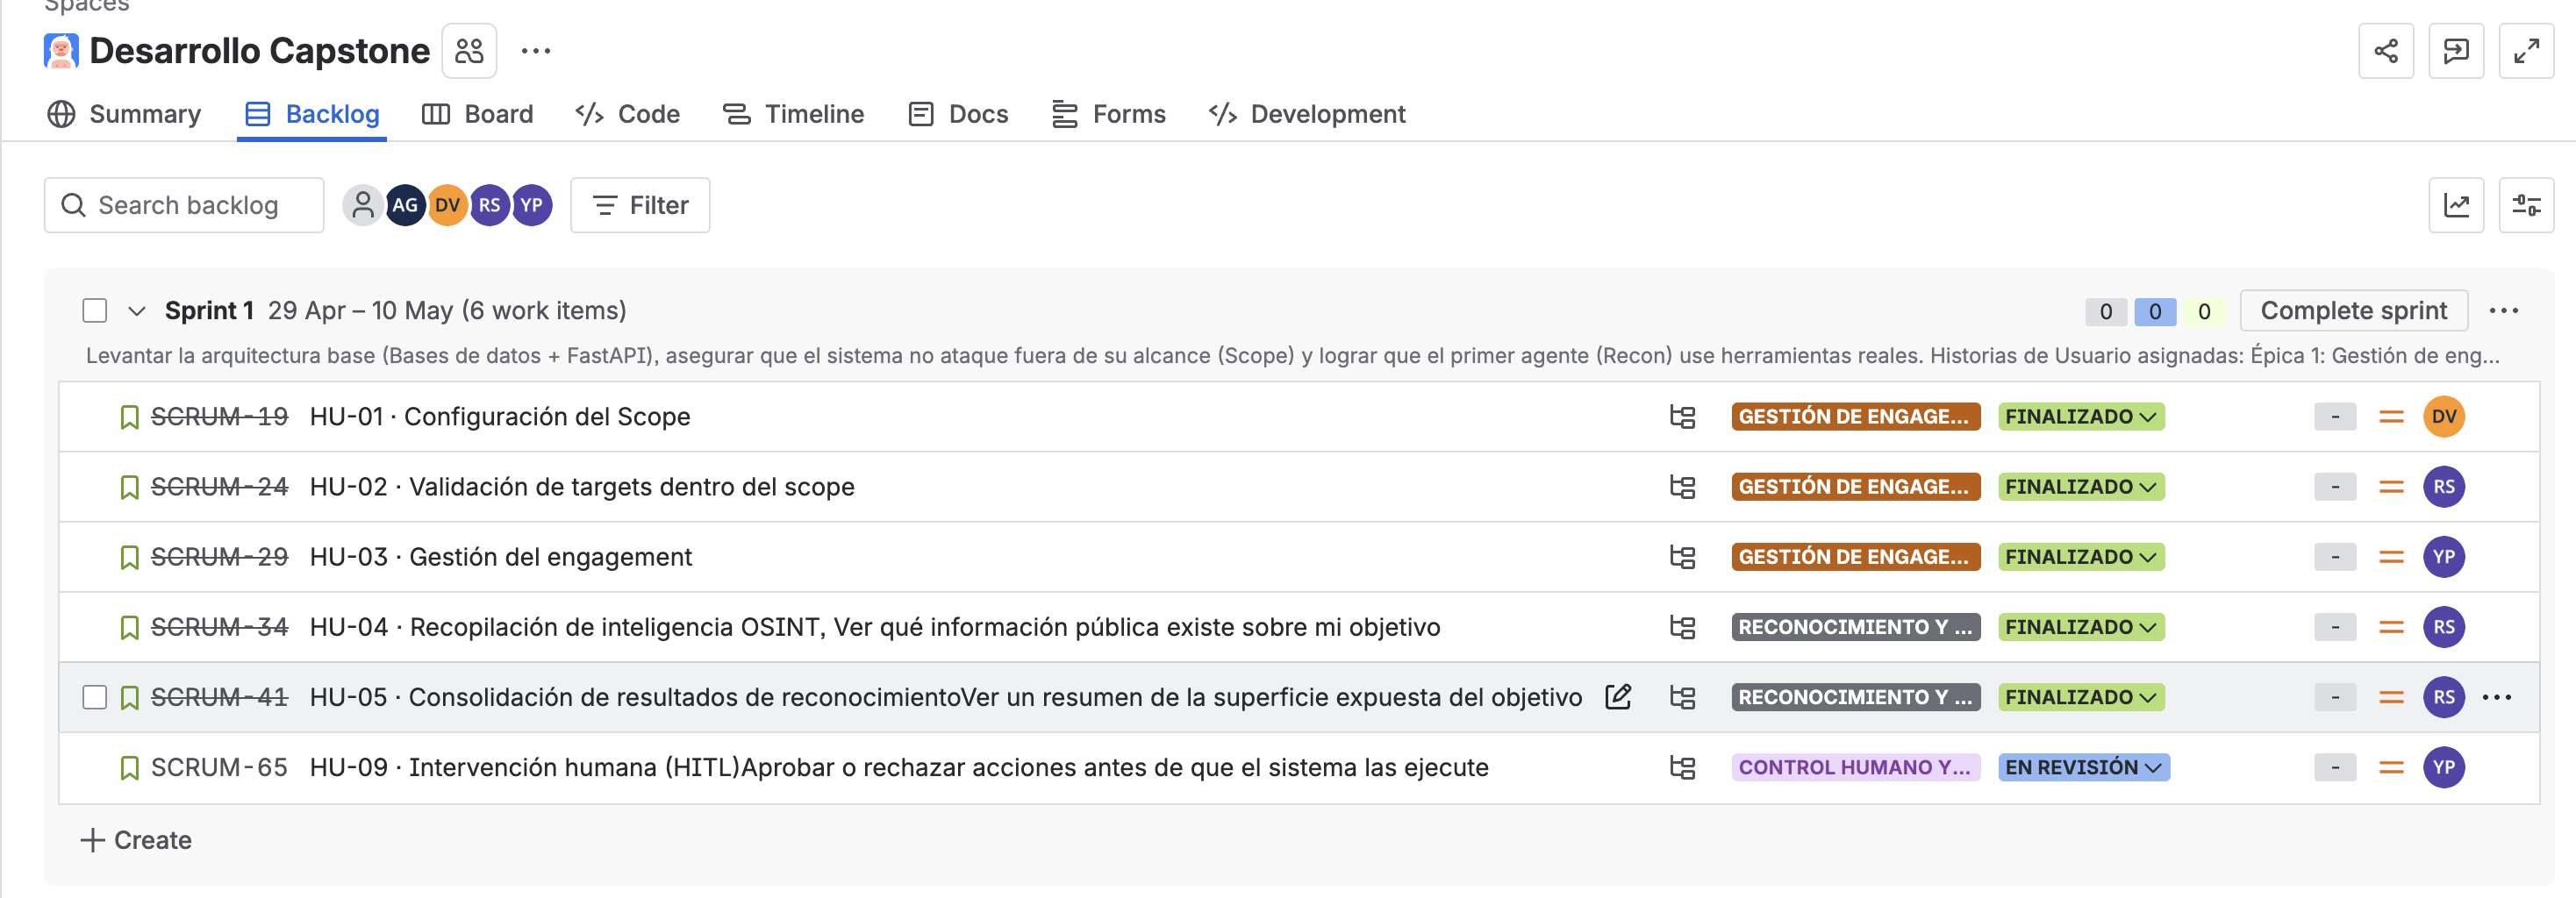 Spaces
Desarrollo Capstone
Summary Backlog Board Code Timeline Docs Forms Development
Search backlog AG DV RS YP Filter
Sprint 1 29 Apr – 10 May (6 work items) 0 0 0 Complete sprint
Levantar la arquitectura base (Bases de datos + FastAPI), asegurar que el sistema no ataque fuera de su alcance (Scope) y lograr que el primer agente (Recon) use herramientas reales. Historias de Usuario asignadas: Épica 1: Gestión de eng...
SCRUM-19 HU-01 · Configuración del Scope GESTIÓN DE ENGAGE... FINALIZADO - DV
SCRUM-24 HU-02 · Validación de targets dentro del scope GESTIÓN DE ENGAGE... FINALIZADO - RS
SCRUM-29 HU-03 · Gestión del engagement GESTIÓN DE ENGAGE... FINALIZADO - YP
SCRUM-34 HU-04 · Recopilación de inteligencia OSINT, Ver qué información pública existe sobre mi objetivo RECONOCIMIENTO Y ... FINALIZADO - RS
SCRUM-41 HU-05 · Consolidación de resultados de reconocimientoVer un resumen de la superficie expuesta del objetivo RECONOCIMIENTO Y ... FINALIZADO - RS
SCRUM-65 HU-09 · Intervención humana (HITL)Aprobar o rechazar acciones antes de que el sistema las ejecute CONTROL HUMANO Y... EN REVISIÓN - YP
Create